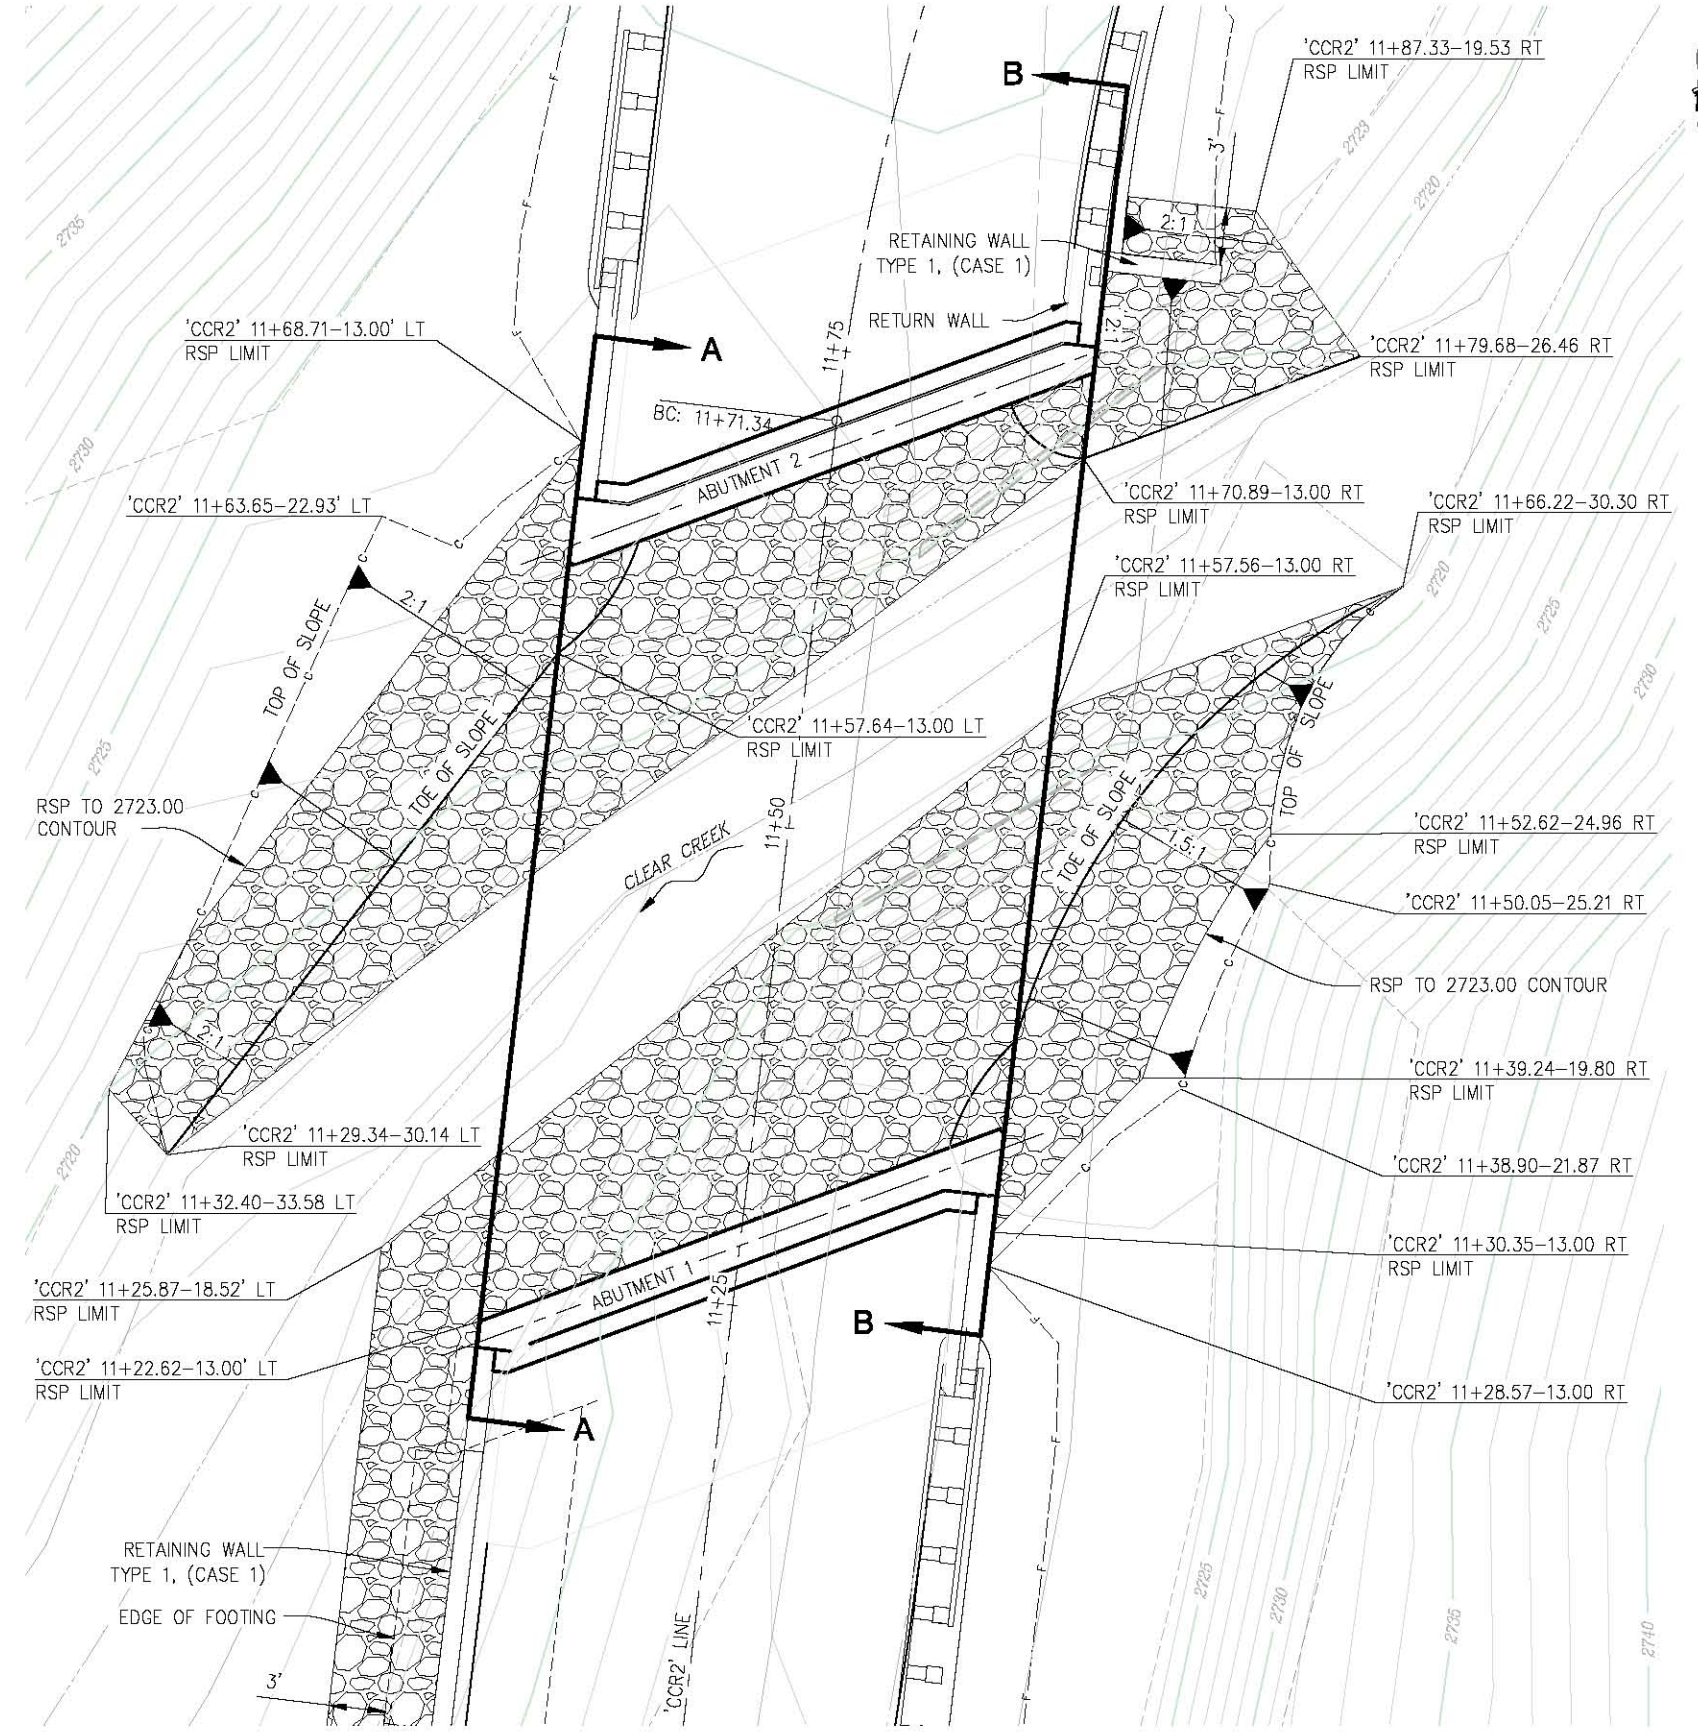 'CCR2' 11+87.33-19.53 RT
RSP LIMIT
B
3'
F
F
F
2723
2720
2:1
2735
RETAINING WALL
TYPE 1, (CASE 1)
RETURN WALL
2:1
'CCR2' 11+68.71-13.00' LT
RSP LIMIT
A
11+75
'CCR2' 11+79.68-26.46 RT
RSP LIMIT
BC: 11+71.34
2730
C
ABUTMENT 2
'CCR2' 11+63.65-22.93' LT
'CCR2' 11+70.89-13.00 RT
RSP LIMIT
'CCR2' 11+66.22-30.30 RT
RSP LIMIT
'CCR2' 11+57.56-13.00 RT
RSP LIMIT
C
C
2:1
2720
2725
2730
TOP OF SLOPE
TOE OF SLOPE
'CCR2' 11+57.64-13.00 LT
RSP LIMIT
2725
TOP OF SLOPE
TOE OF SLOPE
RSP TO 2723.00
CONTOUR
11+50
CLEAR CREEK
1.5:1
'CCR2' 11+52.62-24.96 RT
RSP LIMIT
'CCR2' 11+50.05-25.21 RT
RSP TO 2723.00 CONTOUR
2:1
'CCR2' 11+39.24-19.80 RT
RSP LIMIT
'CCR2' 11+29.34-30.14 LT
RSP LIMIT
2720
'CCR2' 11+38.90-21.87 RT
'CCR2' 11+32.40-33.58 LT
RSP LIMIT
'CCR2' 11+30.35-13.00 RT
RSP LIMIT
ABUTMENT 1
11+25
'CCR2' 11+25.87-18.52' LT
RSP LIMIT
B
'CCR2' 11+22.62-13.00' LT
RSP LIMIT
'CCR2' 11+28.57-13.00 RT
A
RETAINING WALL
TYPE 1, (CASE 1)
EDGE OF FOOTING
2725
2730
2735
2740
'CCR2' LINE
3'
F
F
F